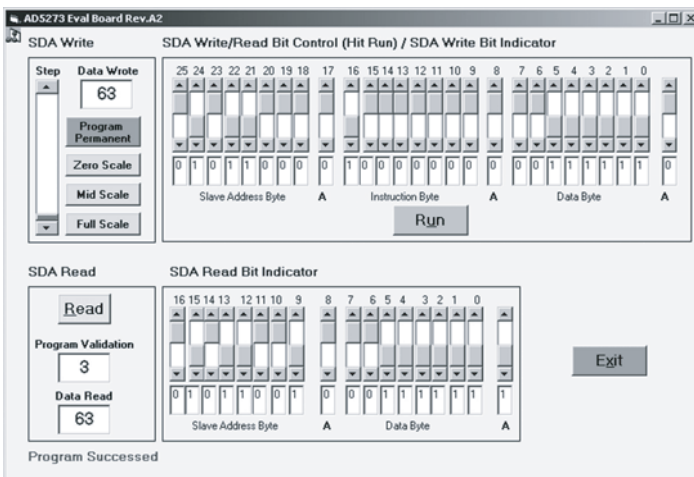 AD5273 Eval Board Rev.A2
SDA Write SDA Write/Read Bit Control (Hit Run) / SDA Write Bit Indicator
Step Data Wrote 25 24 23 22 21 20 19 18 17 16 15 14 13 12 11 10 9 8 7 6 5 4 3 2 1 0
63
Program
Permanent
Zero Scale
0 1 0 1 1 0 0 0 0 1 0 0 0 0 0 0 0 0 0 0 1 1 1 1 1 1 0
Mid Scale
Slave Address Byte A Instruction Byte A Data Byte A
Full Scale
Run
SDA Read SDA Read Bit Indicator
16 15 14 13 12 11 10 9 8 7 6 5 4 3 2 1 0
Read
Program Validation
3
Exit
Data Read
0 1 0 1 1 0 0 1 0 0 0 1 1 1 1 1 1 1
63
Slave Address Byte A Data Byte A
Program Successed